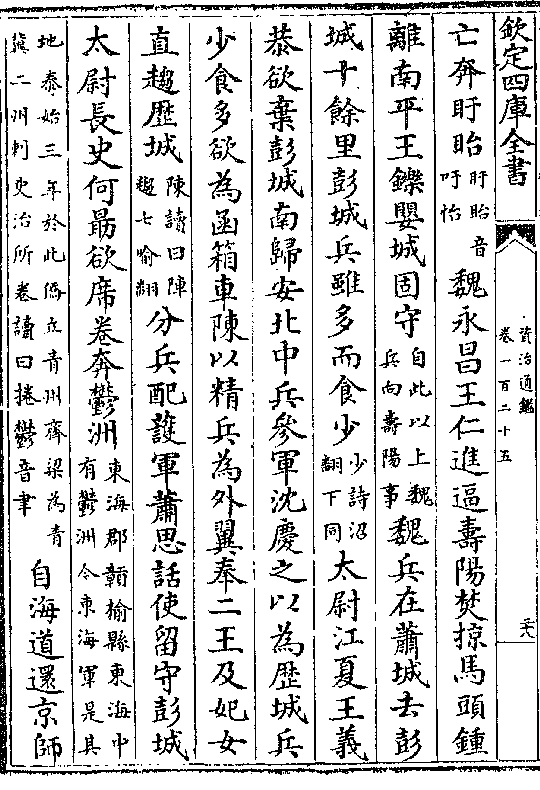 欽定四庫全書
資治通鑑
卷一百二十五
三六
亡奔盱眙盱眙音吁怡魏永昌王仁進逼夀陽焚掠馬頭鍾
離南平王鑠嬰城固守自此以上魏兵向壽陽事魏兵在蕭城去彭
城十餘里彭城兵雖多而食少少詩沼翻下同太尉江夏王義
恭欲棄彭城南歸安北中兵參軍沈慶之以為歴城兵
少食多欲為函箱車陳以精兵為外翼奉二王及妃女
直趨歴城陳讀曰陣趨七喻翻分兵配護軍蕭思話使留守彭城
太尉長史何朂欲席卷奔鬱洲東海郡贛榆縣東海中有鬱洲今東海軍是其
地泰始三年於此僑立青州齊梁為青冀二州刺史治所卷讀曰捲鬱音聿自海道還京師